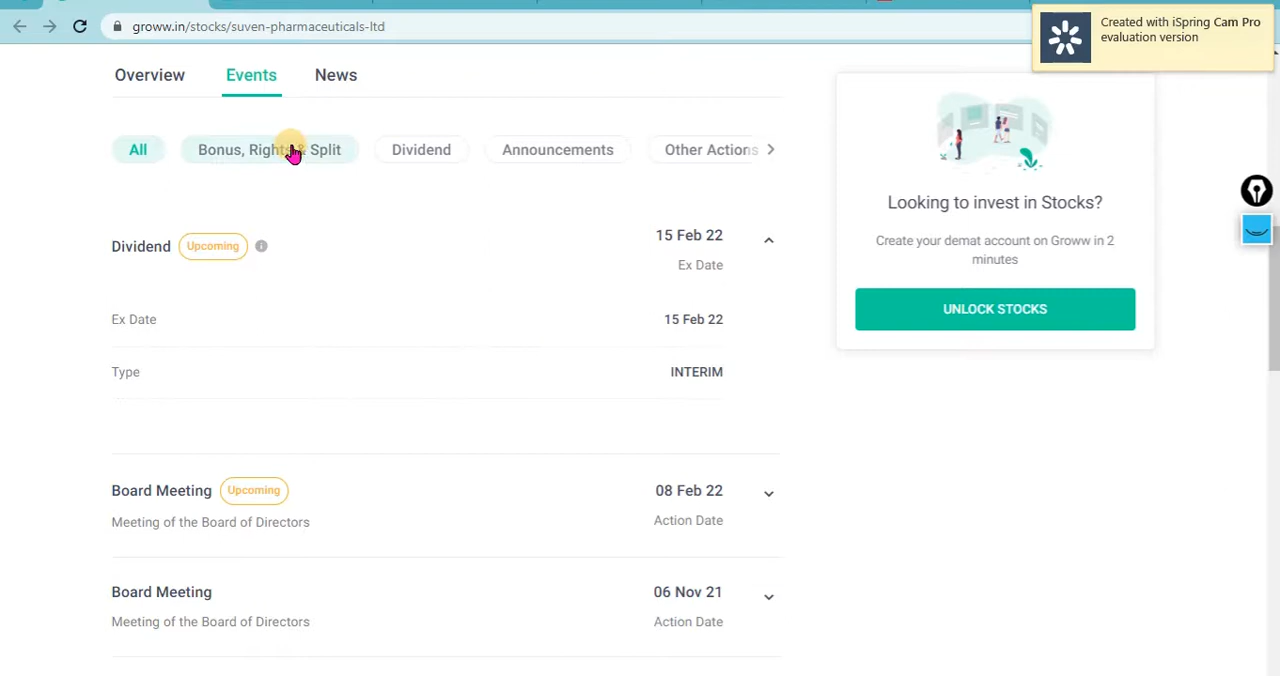 groww.in/stocks/suven-pharmaceuticals-ltd
Created with iSpring Cam Pro
evaluation version
Overview Events News
All Bonus, Rights & Split Dividend Announcements Other Actions
Looking to invest in Stocks?
Create your demat account on Groww in 2
minutes
UNLOCK STOCKS
Dividend Upcoming 15 Feb 22
Ex Date
Ex Date 15 Feb 22
Type INTERIM
Board Meeting Upcoming 08 Feb 22
Meeting of the Board of Directors Action Date
Board Meeting 06 Nov 21
Meeting of the Board of Directors Action Date